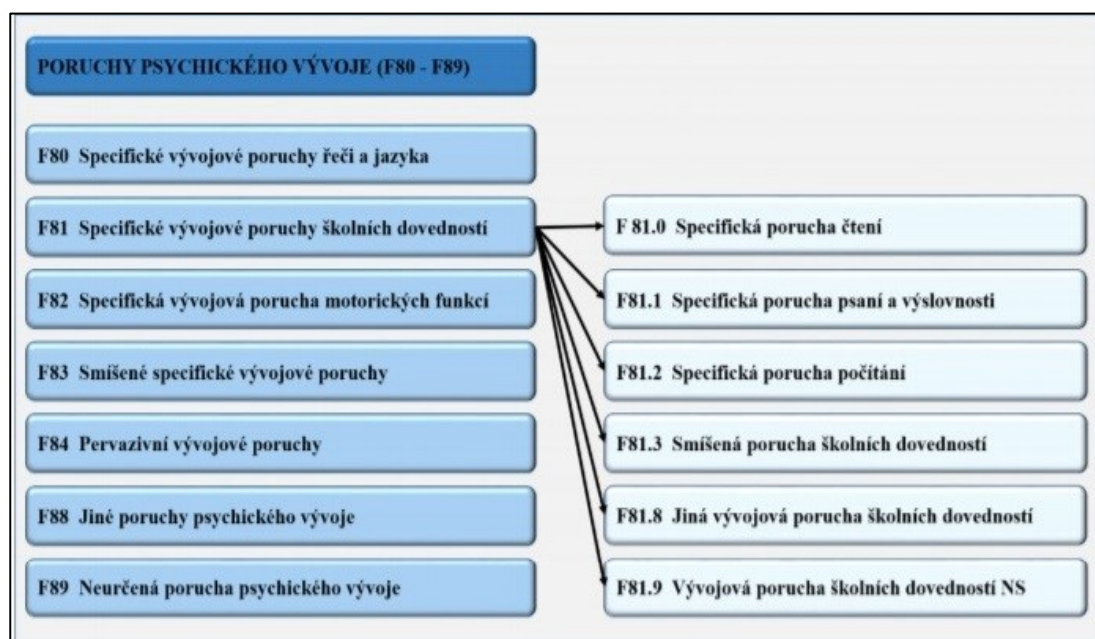 PORUCHY PSYCHICKÉHO VÝVOJE (F80 - F89)
F80 Specifické vývojové poruchy řeči a jazyka
F81 Specifické vývojové poruchy školních dovedností
F82 Specifická vývojová porucha motorických funkcí
F83 Smíšené specifické vývojové poruchy
F84 Pervazivní vývojové poruchy
F88 Jiné poruchy psychického vývoje
F89 Neurčená porucha psychického vývoje
F 81.0 Specifická porucha čtení
F81.1 Specifická porucha psaní a výslovnosti
F81.2 Specifická porucha počítání
F81.3 Smíšená porucha školních dovedností
F81.8 Jiná vývojová porucha školních dovedností
F81.9 Vývojová porucha školních dovedností NS